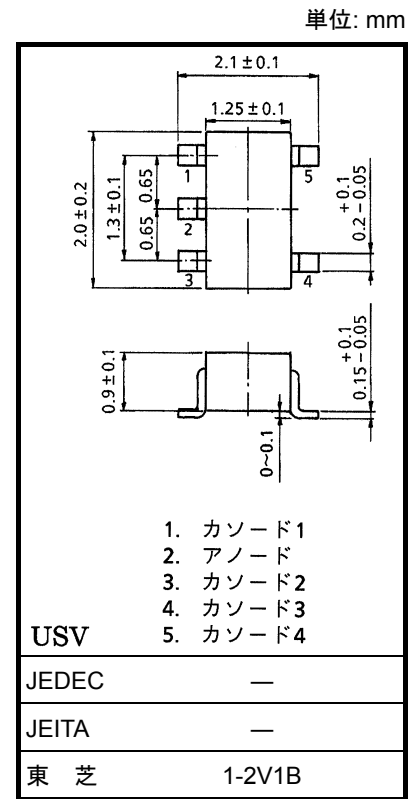 単位: mm
2.1±0.1
1.25±0.1
2.0±0.2
1.3±0.1
0.65
0.65
1
2
3
5
4
+0.1
0.2-0.05
0.9±0.1
+0.1
0.15-0.05
0~0.1
1. カソード1
2. アノード
3. カソード2
4. カソード3
5. カソード4
USV
JEDEC —
JEITA —
東 芝 1-2V1B